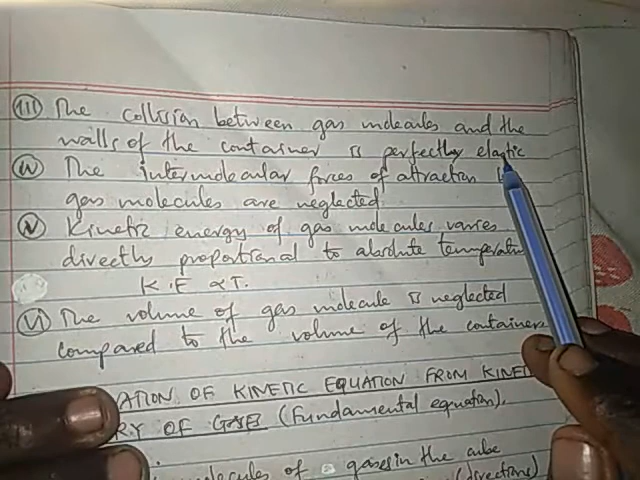 (III) The collision between gas molecules and the
walls of the container is perfectly elastic
(IV) The intermolecular forces of attraction
gas molecules are neglected
(V) Kinetic energy of gas molecules varies
directly proportional to absolute temperatu
K.E ∝ T.
(VI) The volume of gas molecule is neglected
compared to the volume of the containers
ATION OF KINETIC EQUATION FROM KINET
RY OF GASES (Fundamental equation).
molecules of a gases in the cube
(directions)